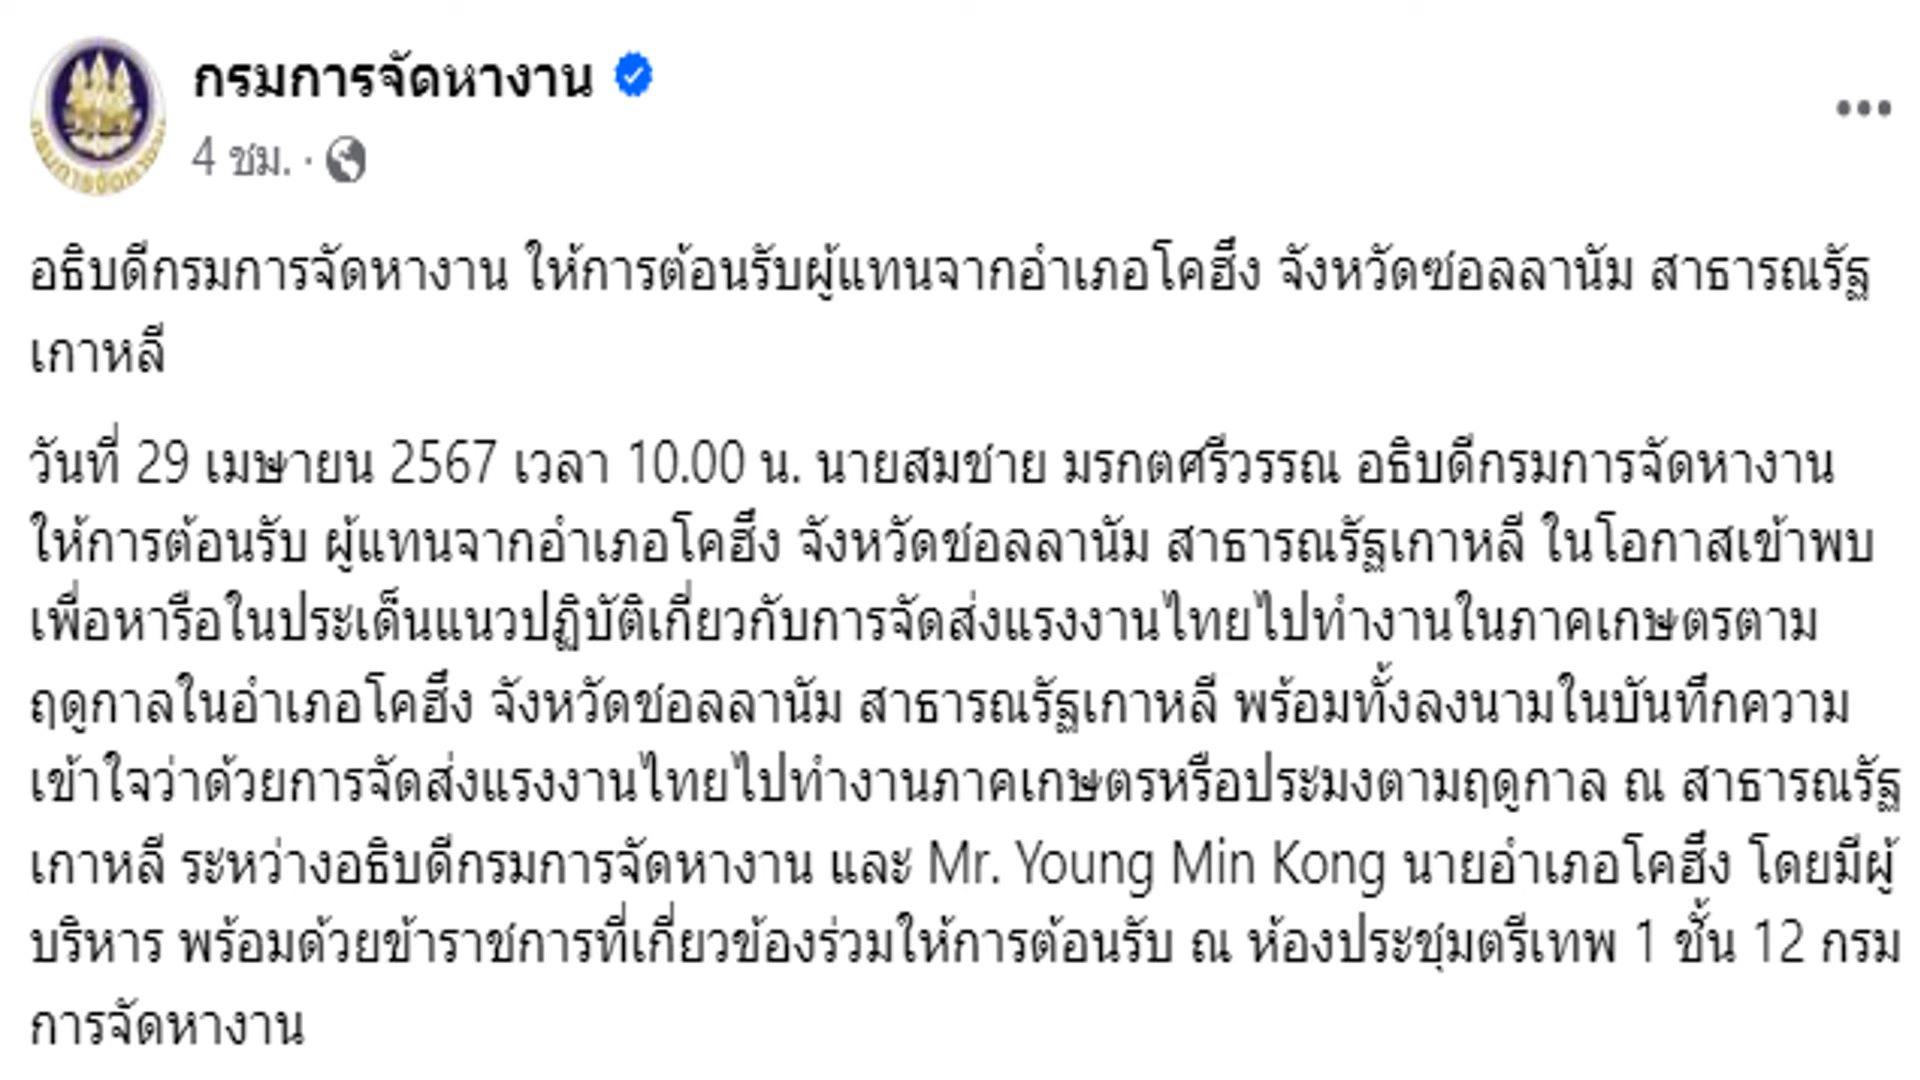 กรมการจัดหางาน
4 ชม. ·
อธิบดีกรมการจัดหางาน ให้การต้อนรับผู้แทนจากอำเภอโคฮึง จังหวัดซอลลานัม สาธารณรัฐ
เกาหลี
วันที่ 29 เมษายน 2567 เวลา 10.00 น. นายสมชาย มรกตศรีวรรณ อธิบดีกรมการจัดหางาน
ให้การต้อนรับ ผู้แทนจากอำเภอโคฮึง จังหวัดชอลลานัม สาธารณรัฐเกาหลี ในโอกาสเข้าพบ
เพื่อหารือในประเด็นแนวปฏิบัติเกี่ยวกับการจัดส่งแรงงานไทยไปทำงานในภาคเกษตรตาม
ฤดูกาลในอำเภอโคฮึง จังหวัดชอลลานัม สาธารณรัฐเกาหลี พร้อมทั้งลงนามในบันทึกความ
เข้าใจว่าด้วยการจัดส่งแรงงานไทยไปทำงานภาคเกษตรหรือประมงตามฤดูกาล ณ สาธารณรัฐ
เกาหลี ระหว่างอธิบดีกรมการจัดหางาน และ Mr. Young Min Kong นายอำเภอโคฮึง โดยมีผู้
บริหาร พร้อมด้วยข้าราชการที่เกี่ยวข้องร่วมให้การต้อนรับ ณ ห้องประชุมตรีเทพ 1 ชั้น 12 กรม
การจัดหางาน